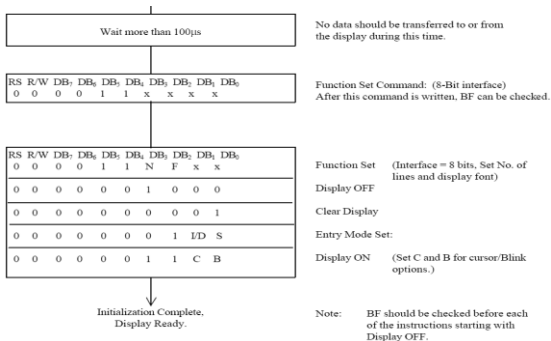 Wait more than 100µs
No data should be transferred to or from
the display during this time.
RS R/W DB7 DB6 DB5 DB4 DB3 DB2 DB1 DB0
0 0 0 0 1 1 x x x x
Function Set Command: (8-Bit interface)
After this command is written, BF can be checked.
RS R/W DB7 DB6 DB5 DB4 DB3 DB2 DB1 DB0
0 0 0 0 1 1 N F x x
Function Set (Interface = 8 bits, Set No. of
lines and display font)
0 0 0 0 0 0 1 0 0 0
Display OFF
0 0 0 0 0 0 0 0 0 1
Clear Display
0 0 0 0 0 0 0 1 I/D S
Entry Mode Set:
0 0 0 0 0 0 1 1 C B
Display ON (Set C and B for cursor/Blink
options.)
Initialization Complete,
Display Ready.
Note: BF should be checked before each
of the instructions starting with
Display OFF.